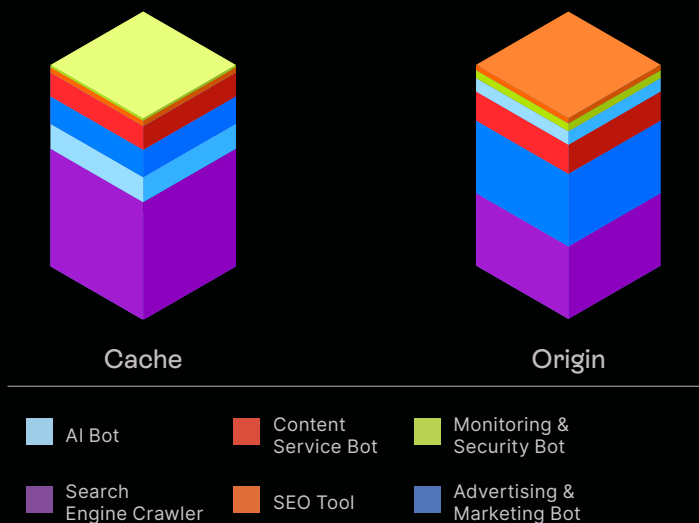 Cache
Origin
AI Bot
Content
Service Bot
Monitoring &
Security Bot
Search
Engine Crawler
SEO Tool
Advertising &
Marketing Bot